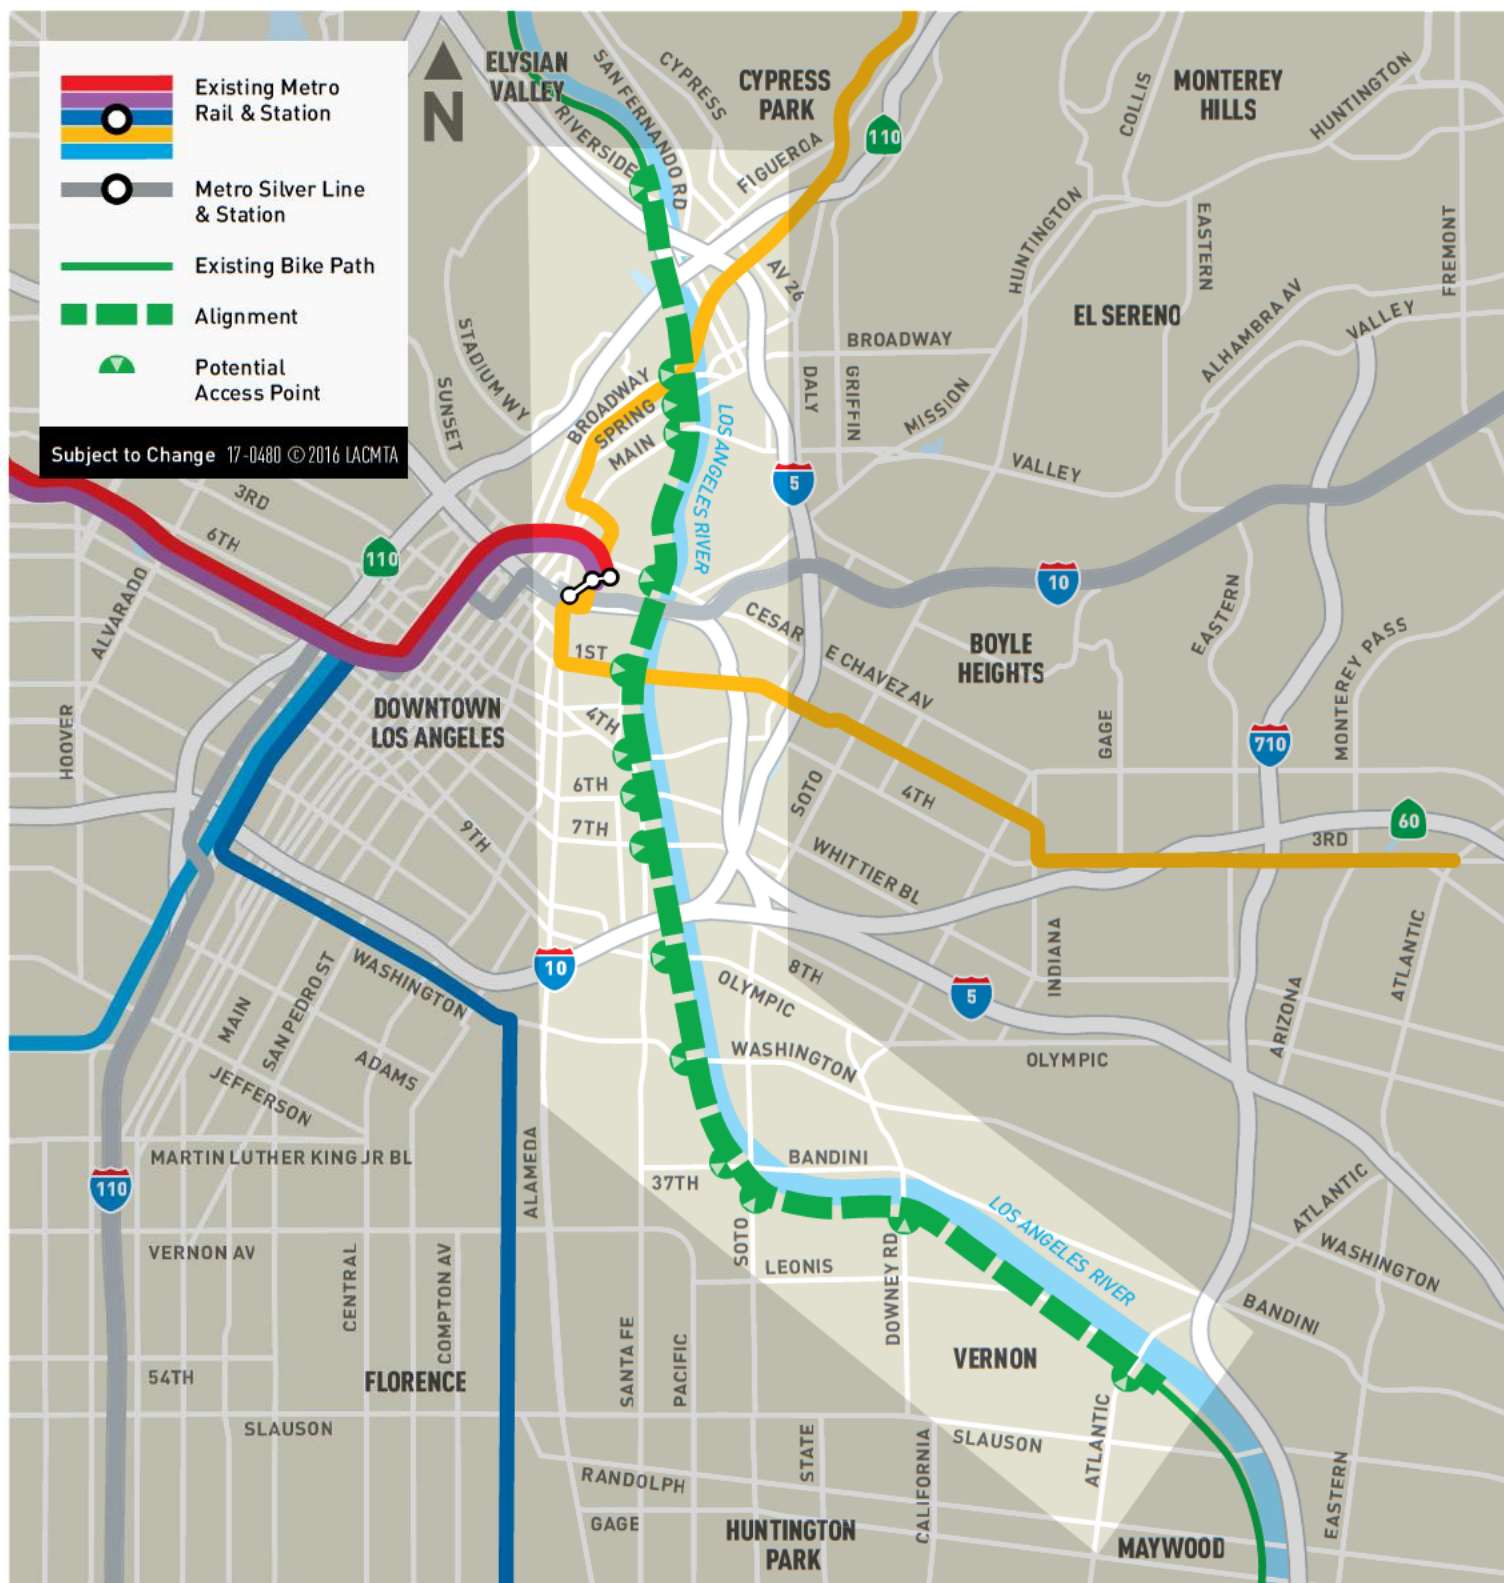 Existing Metro
Rail & Station
Metro Silver Line
& Station
Existing Bike Path
Alignment
Potential
Access Point
Subject to Change 17-0480 © 2016 LACMTA
N
ELYSIAN
VALLEY
SAN FERNANDO RD
CYPRESS
CYPRESS
PARK
RIVERSIDE
FIGUEROA
110
COLLIS
MONTEREY
HILLS
HUNTINGTON
HUNTINGTON
EASTERN
FREMONT
AV 26
EL SERENO
ALHAMBRA AV
VALLEY
STADIUM WY
SUNSET
BROADWAY
DALY
GRIFFIN
MISSION
BROADWAY
SPRING
MAIN
LOS ANGELES RIVER
5
VALLEY
3RD
6TH
110
ALVARADO
10
CESAR
E CHAVEZ AV
BOYLE
HEIGHTS
EASTERN
MONTEREY PASS
1ST
DOWNTOWN
LOS ANGELES
HOOVER
4TH
GAGE
710
6TH
SOTO
4TH
7TH
9TH
WHITTIER BL
60
3RD
10
WASHINGTON
8TH
OLYMPIC
5
INDIANA
ATLANTIC
ARIZONA
MAIN
SAN PEDRO ST
ADAMS
JEFFERSON
WASHINGTON
OLYMPIC
MARTIN LUTHER KING JR BL
110
ALAMEDA
BANDINI
37TH
LOS ANGELES RIVER
ATLANTIC
WASHINGTON
VERNON AV
CENTRAL
COMPTON AV
SOTO
LEONIS
DOWNEY RD
BANDINI
54TH
FLORENCE
SANTA FE
PACIFIC
VERNON
SLAUSON
SLAUSON
ATLANTIC
STATE
CALIFORNIA
RANDOLPH
GAGE
HUNTINGTON
PARK
MAYWOOD
EASTERN